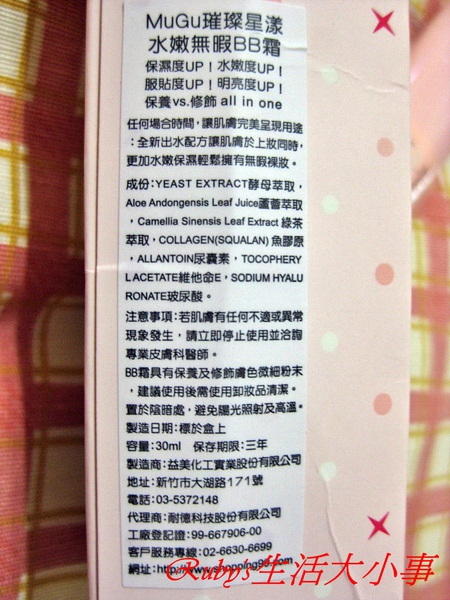 MuGu璀璨星漾
水嫩無暇BB霜
保濕度UP！水嫩度UP！
服貼度UP！明亮度UP！
保養vs.修飾 all in one
任何場合時間，讓肌膚完美呈現用途
：全新出水配方讓肌膚於上妝同時，
更加水嫩保濕輕鬆擁有無假裸妝。
成份:YEAST EXTRACT酵母萃取，
Aloe Andongensis Leaf Juice蘆薈萃取
，Camellia Sinensis Leaf Extract 綠茶
萃取，COLLAGEN(SQUALAN) 魚膠原
，ALLANTOIN尿囊素，TOCOPHERY
L ACETATE維他命E，SODIUM HYALU
RONATE玻尿酸。
注意事項:若肌膚有任何不適或異常
現象發生，請立即停止使用並洽詢
專業皮膚科醫師。
BB霜具有保養及修飾膚色微細粉末
，建議使用後需使用卸妝品清潔。
置於陰暗處，避免陽光照射及高溫。
製造日期:標於盒上
容量:30ml 保存期限:三年
製造商:益美化工實業股份有限公司
地址:新竹市大湖路171號
電話:03-5372148
代理商:耐德科技股份有限公司
工廠登記證:99-667906-00
客戶服務專線:02-6630-6699
網址:http://www.shopping99.com
Rubys生活大小事